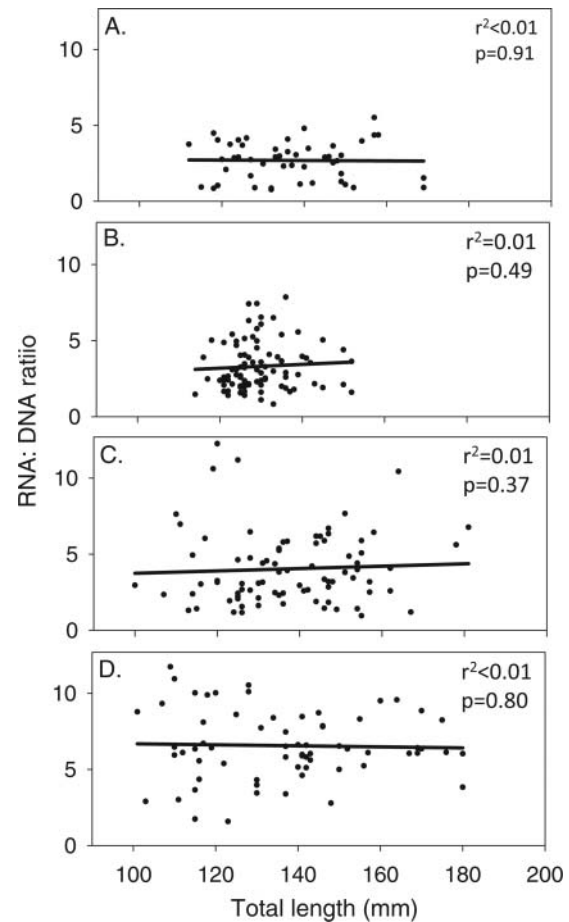 A.
r²<0.01
p=0.91
10
5
0
B.
r²=0.01
p=0.49
10
5
0
RNA: DNA ratiio
C.
r²=0.01
p=0.37
10
5
0
D.
r²<0.01
p=0.80
10
5
0
100 120 140 160 180 200
Total length (mm)